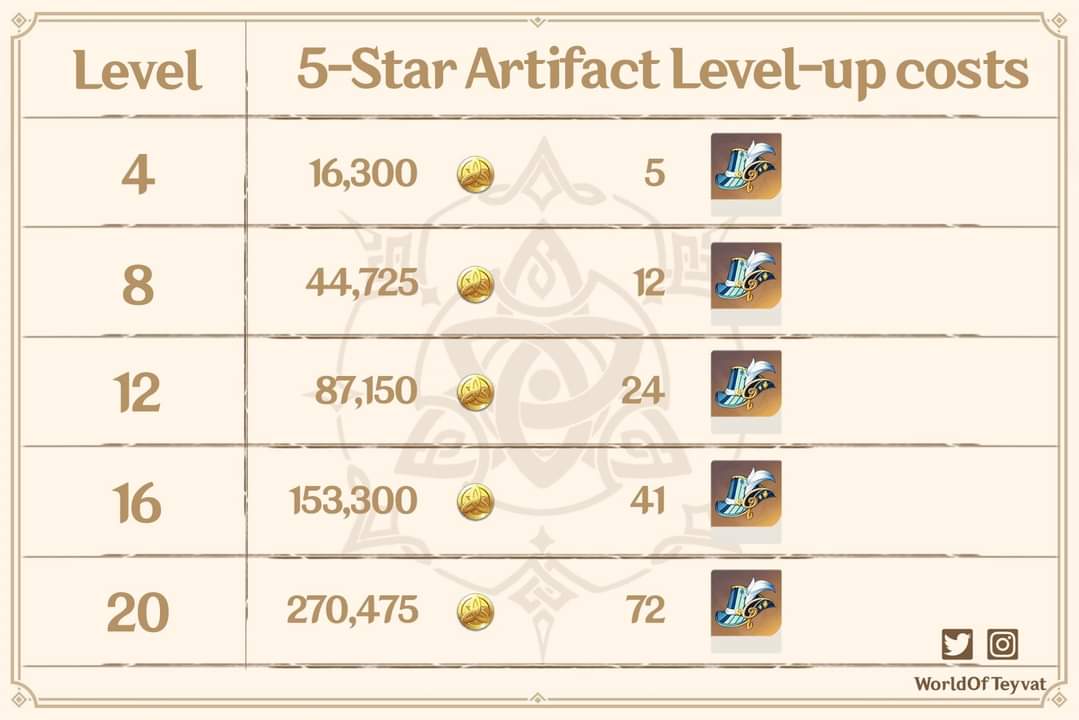 Level 5-Star Artifact Level-up costs
4 16,300 5
8 44,725 12
12 87,150 24
16 153,300 41
20 270,475 72
WorldOfTeyvat